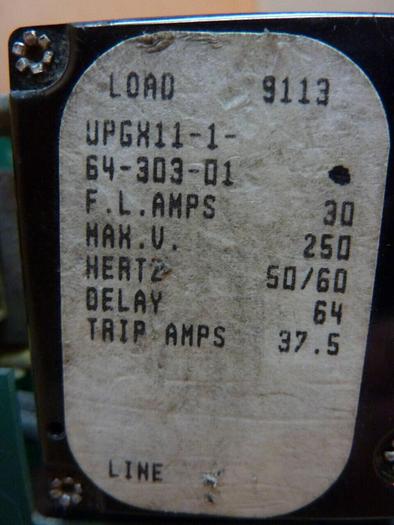 LOAD 9113
UPGX11-1-
64-303-01
F.L.AMPS 30
MAX.V. 250
HERTZ 50/60
DELAY 64
TRIP AMPS 37.5
LINE